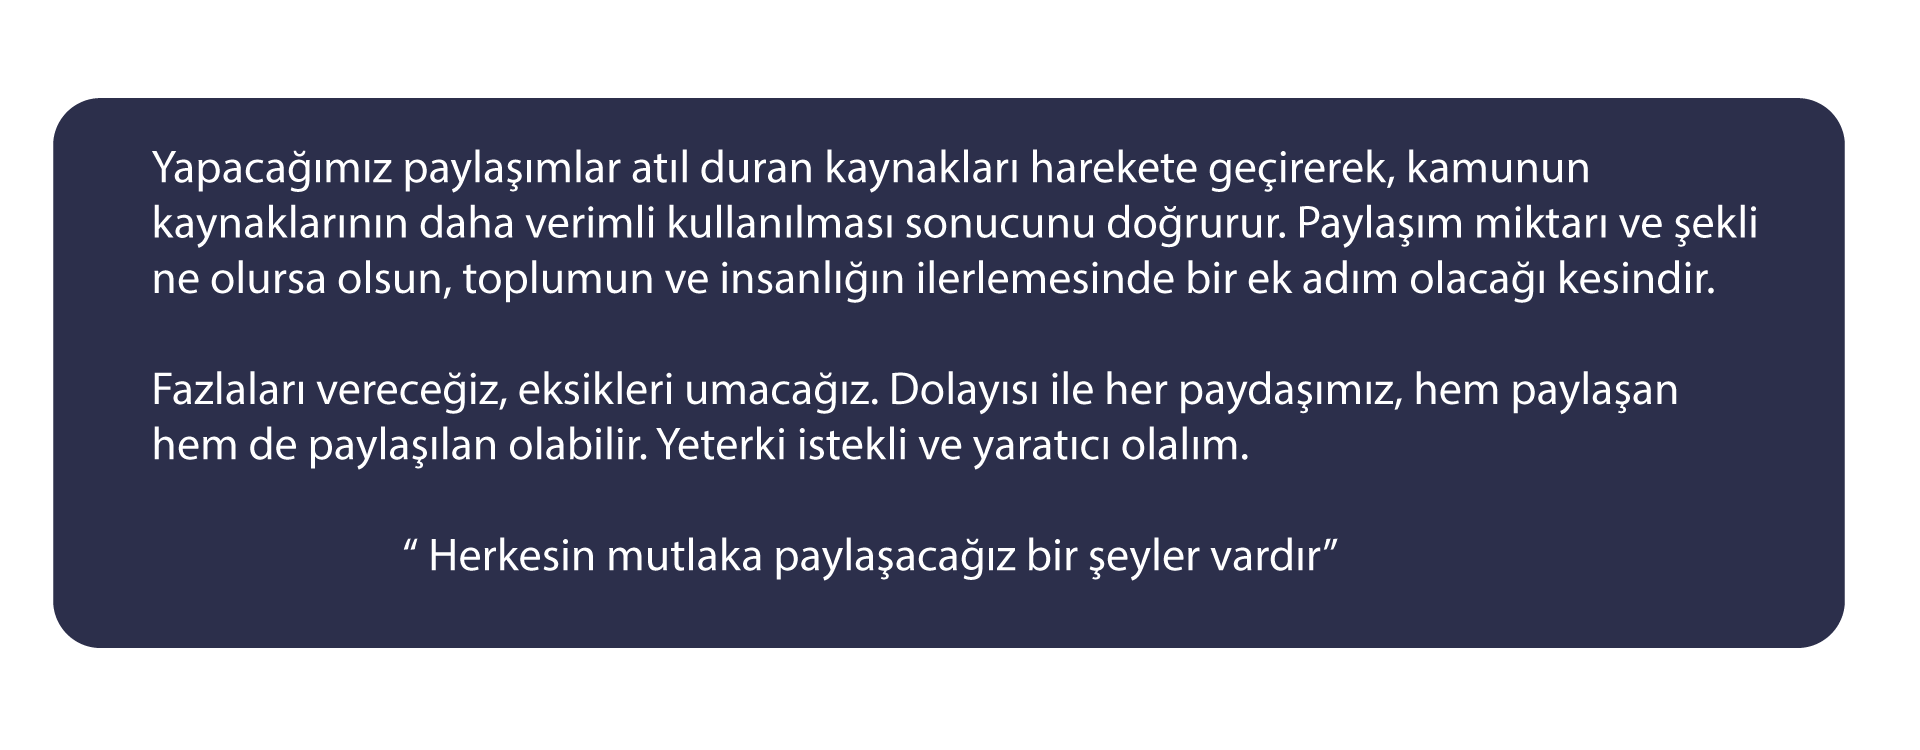 Yapacağımız paylaşımlar atıl duran kaynakları harekete geçirerek, kamunun
kaynaklarının daha verimli kullanılması sonucunu doğrurur. Paylaşım miktarı ve şekli
ne olursa olsun, toplumun ve insanlığın ilerlemesinde bir ek adım olacağı kesindir.
Fazlaları vereceğiz, eksikleri umacağız. Dolayısı ile her paydaşımız, hem paylaşan
hem de paylaşılan olabilir. Yeterki istekli ve yaratıcı olalım.
“ Herkesin mutlaka paylaşacağız bir şeyler vardır”